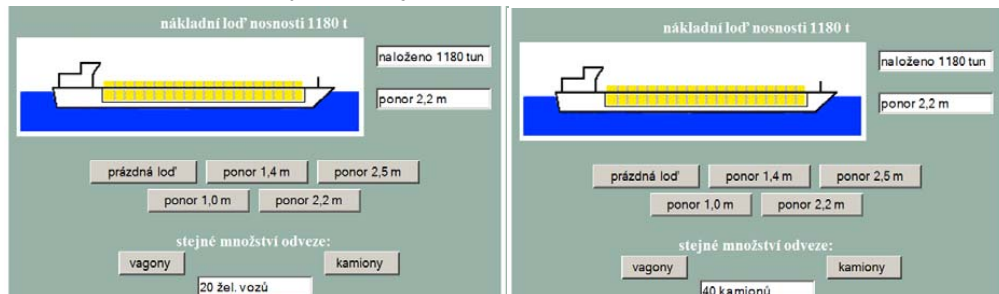 nákladní loď nosnosti 1180 t
naloženo 1180 tun
ponor 2,2 m
prázdná loď
ponor 1,4 m
ponor 2,5 m
ponor 1,0 m
ponor 2,2 m
stejné množství odveze:
vagony
kamiony
20 žel. vozů
nákladní loď nosnosti 1180 t
naloženo 1180 tun
ponor 2,2 m
prázdná loď
ponor 1,4 m
ponor 2,5 m
ponor 1,0 m
ponor 2,2 m
stejné množství odveze:
vagony
kamiony
40 kamionů